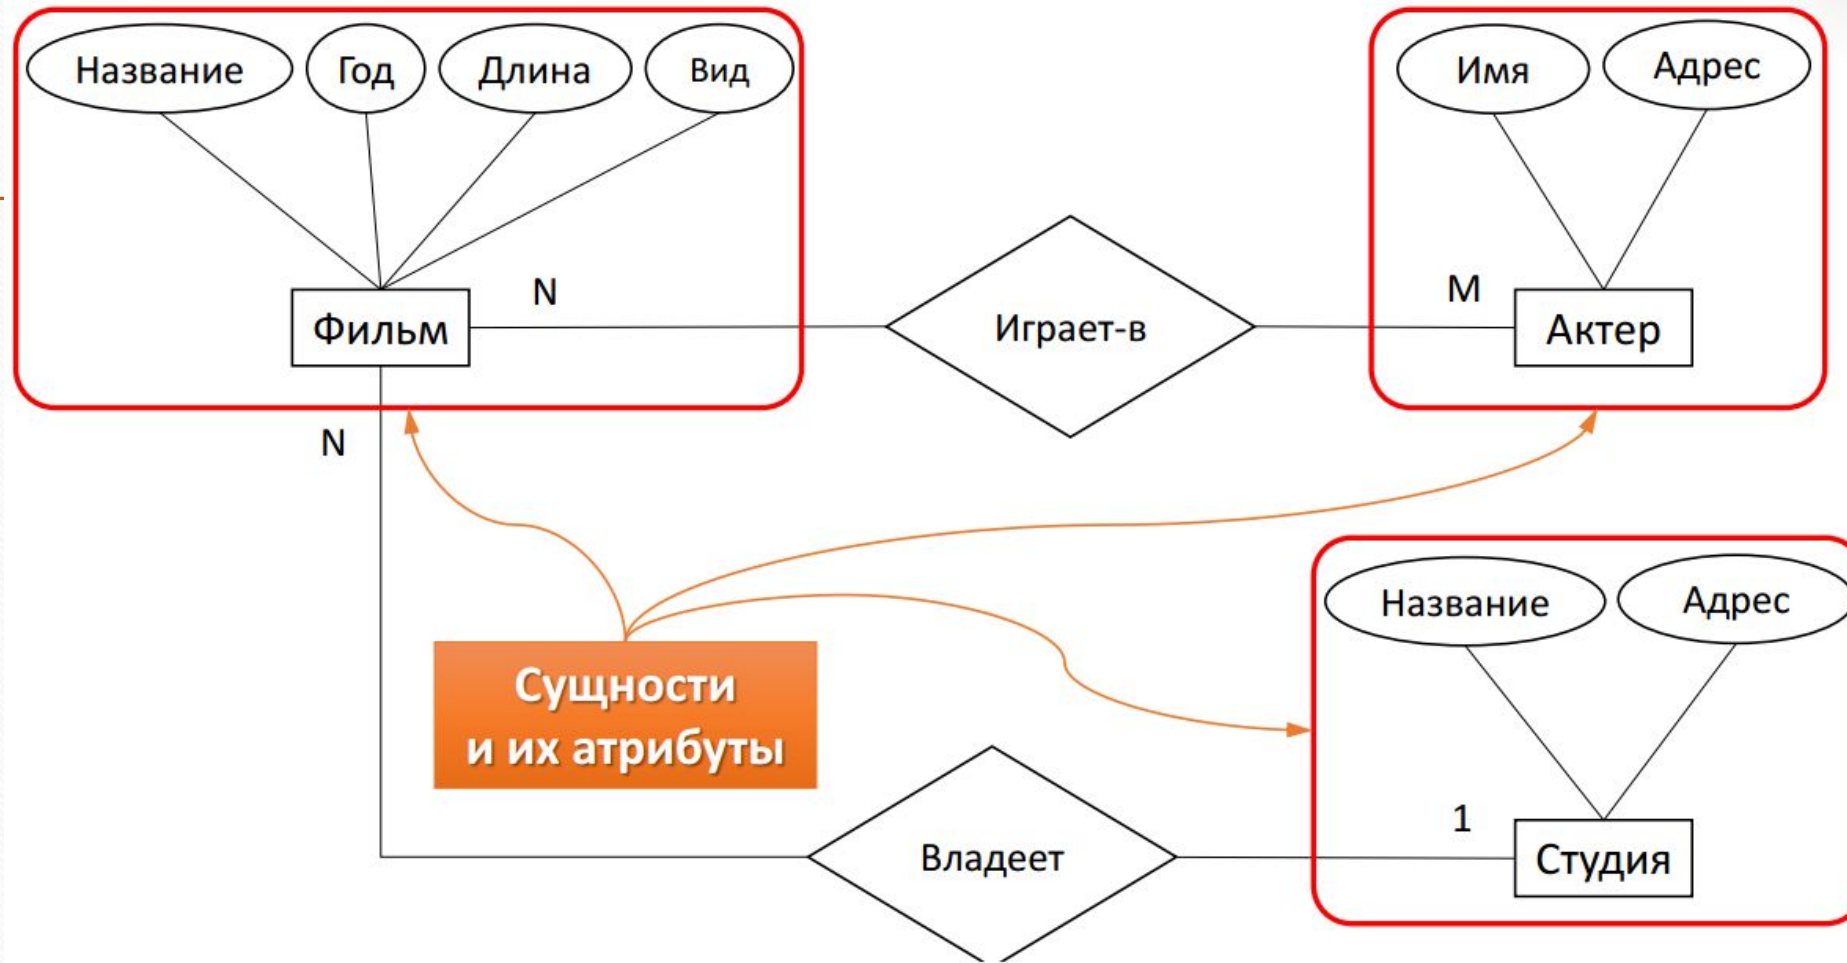 Название
Год
Длина
Вид
Имя
Адрес
Фильм
N
Играет-в
M
Актер
N
Сущности
и их атрибуты
Название
Адрес
Владеет
1
Студия